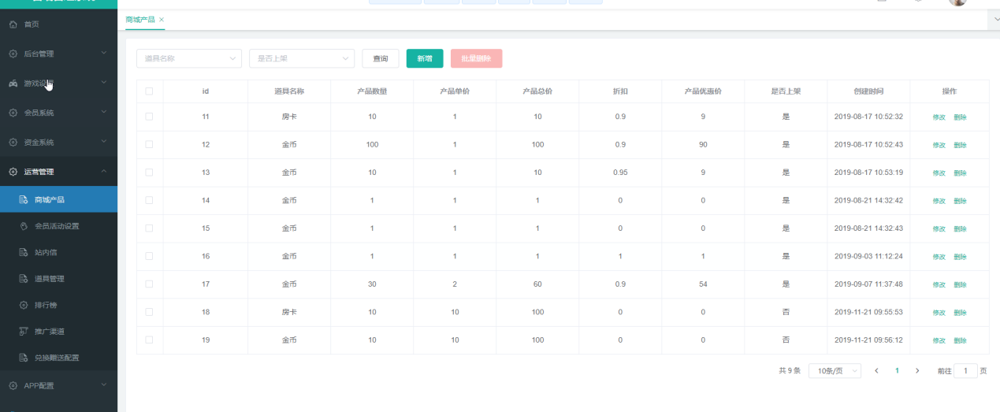 首页
商城产品 ×
后台管理
游戏设置
会员系统
资金系统
运营管理
商城产品
会员活动设置
站内信
道具管理
排行榜
推广渠道
兑换赠送配置
APP配置
道具名称 是否上架 查询 新增 批量删除
id 道具名称 产品数量 产品单价 产品总价 折扣 产品优惠价 是否上架 创建时间 操作
11 房卡 10 1 10 0.9 9 是 2019-08-17 10:52:32 修改 删除
12 金币 100 1 100 0.9 90 是 2019-08-17 10:52:43 修改 删除
13 金币 10 1 10 0.95 9 是 2019-08-17 10:53:19 修改 删除
14 金币 1 1 1 0 0 是 2019-08-21 14:32:42 修改 删除
15 金币 1 1 1 0 0 是 2019-08-21 14:32:43 修改 删除
16 金币 1 1 1 1 1 是 2019-09-03 11:12:24 修改 删除
17 金币 30 2 60 0.9 54 是 2019-09-07 11:37:48 修改 删除
18 房卡 10 10 100 0 0 否 2019-11-21 09:55:53 修改 删除
19 金币 10 10 100 0 0 否 2019-11-21 09:56:12 修改 删除
共 9 条 10条/页 < 1 > 前往 1 页